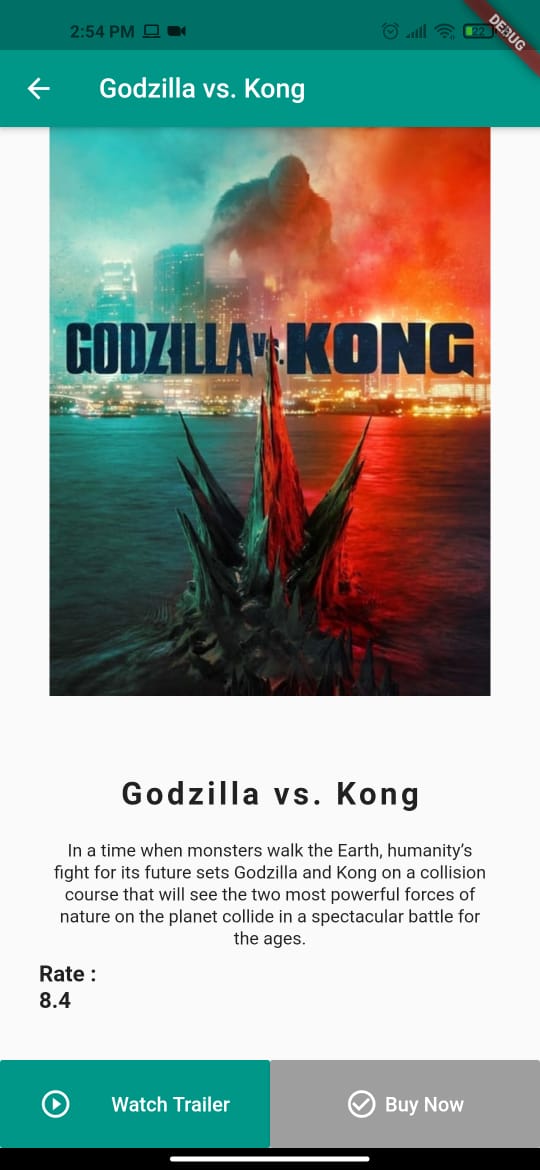 2:54 PM
22
DEBUG
Godzilla vs. Kong
GODZILLA vs. KONG
Godzilla vs. Kong
In a time when monsters walk the Earth, humanity’s
fight for its future sets Godzilla and Kong on a collision
course that will see the two most powerful forces of
nature on the planet collide in a spectacular battle for
the ages.
Rate :
8.4
Watch Trailer
Buy Now